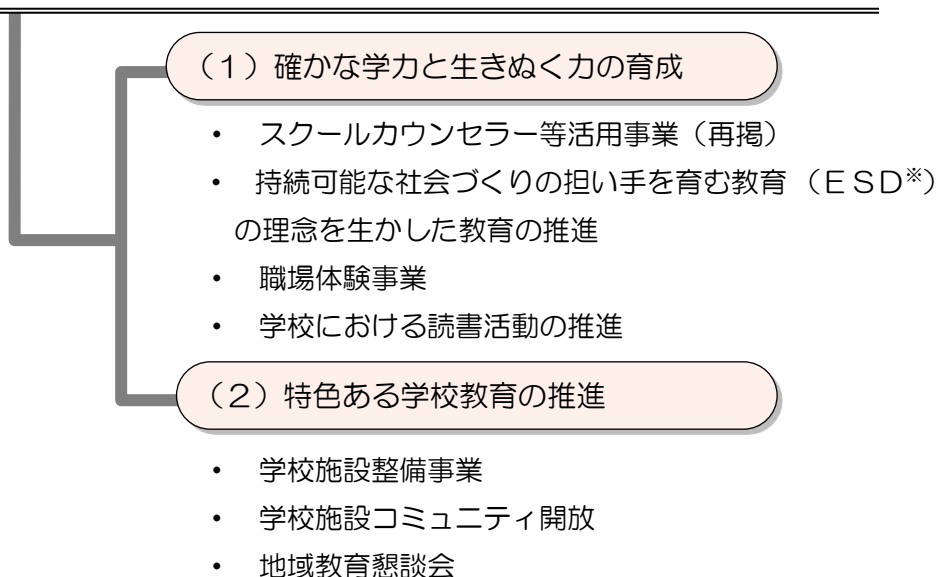 （１）確かな学力と生きぬく力の育成
・ スクールカウンセラー等活用事業（再掲）
・ 持続可能な社会づくりの担い手を育む教育（ＥＳＤ※）
の理念を生かした教育の推進
・ 職場体験事業
・ 学校における読書活動の推進
（２）特色ある学校教育の推進
・ 学校施設整備事業
・ 学校施設コミュニティ開放
・ 地域教育懇談会